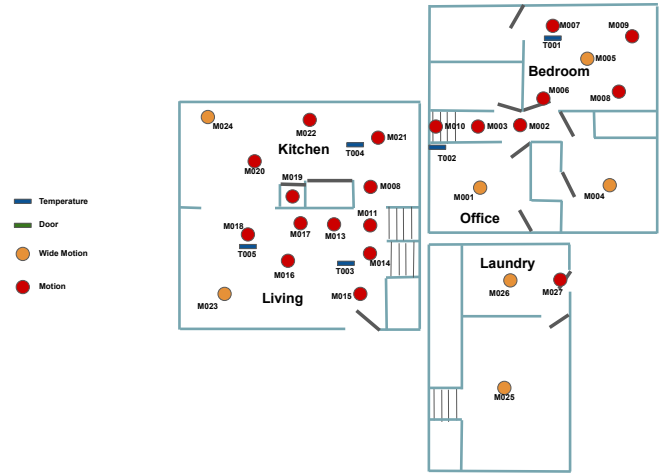 M007
M009
T001
M005
Bedroom
M006
M008
M024
M022
M010
M003
M002
M021
Kitchen
T004
T002
M020
M019
M008
M001
M004
Temperature
Door
M018
M017
M013
M011
Office
T005
Wide Motion
M016
T003
M014
Laundry
Motion
M023
Living
M015
M026
M027
M025